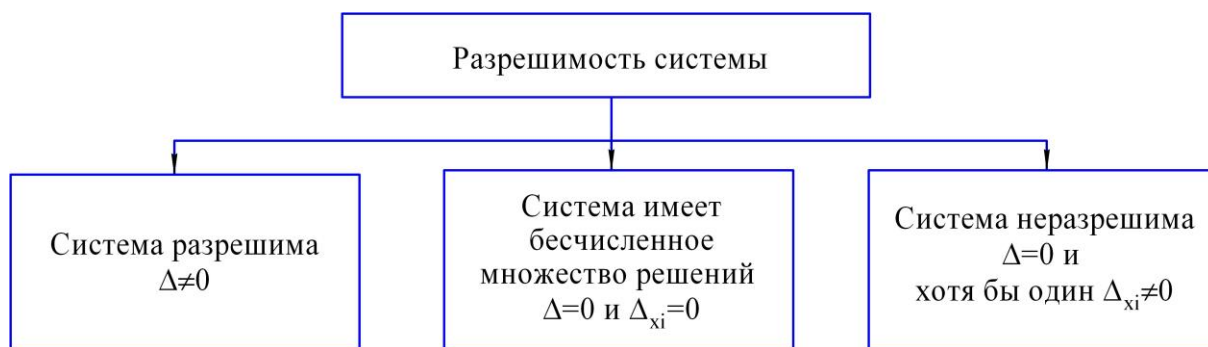 Разрешимость системы
Система разрешима
Δ≠0
Система имеет
бесчисленное
множество решений
Δ=0 и Δxi=0
Система неразрешима
Δ=0 и
хотя бы один Δxi≠0